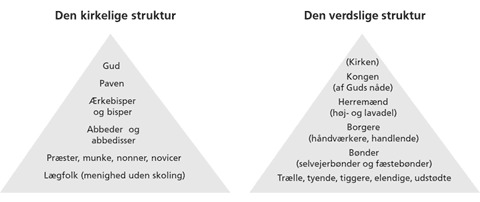 Den kirkelige struktur
Gud
Paven
Ærkebisper
og bisper
Abbeder og
abbedisser
Præster, munke, nonner, novicer
Lægfolk (menighed uden skoling)
Den verdslige struktur
(Kirken)
Kongen
(af Guds nåde)
Herremænd
(høj- og lavadel)
Borgere
(håndværkere, handlende)
Bønder
(selvejerbønder og fæstebønder)
Trælle, tyende, tiggere, elendige, udstødte